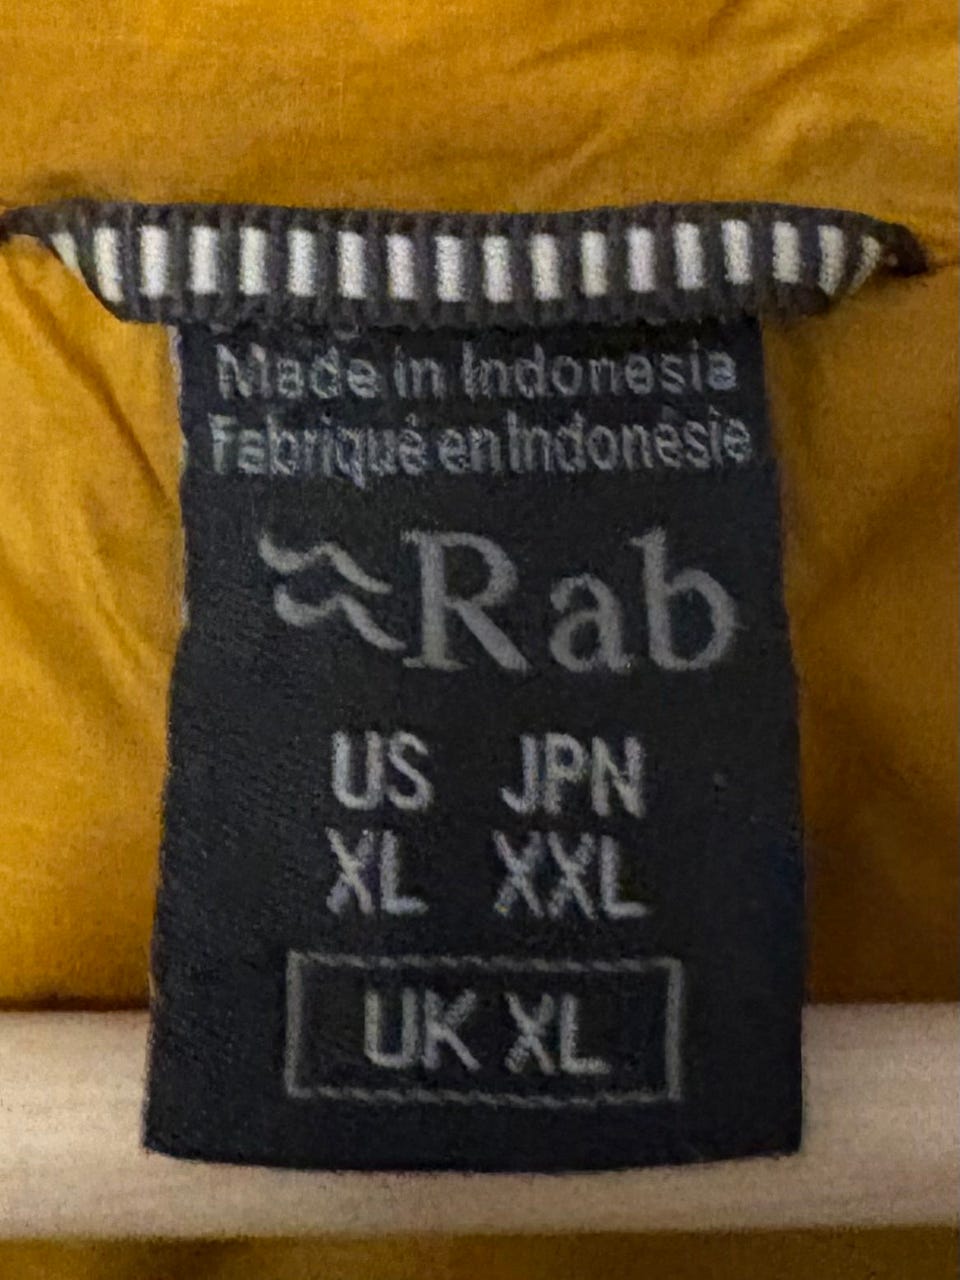 Made in Indonesia
Fabriqué en Indonésie
Rab
US JPN
XL XXL
UK XL